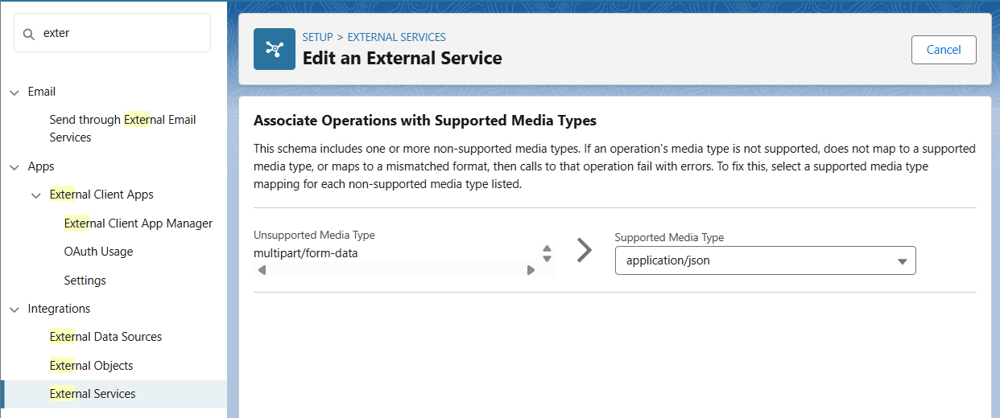 exter
Email
Send through External Email
Services
Apps
External Client Apps
External Client App Manager
OAuth Usage
Settings
Integrations
External Data Sources
External Objects
External Services
SETUP > EXTERNAL SERVICES
Edit an External Service
Cancel
Associate Operations with Supported Media Types
This schema includes one or more non-supported media types. If an operation's media type is not supported, does not map to a supported
media type, or maps to a mismatched format, then calls to that operation fail with errors. To fix this, select a supported media type
mapping for each non-supported media type listed.
Unsupported Media Type
multipart/form-data
Supported Media Type
application/json